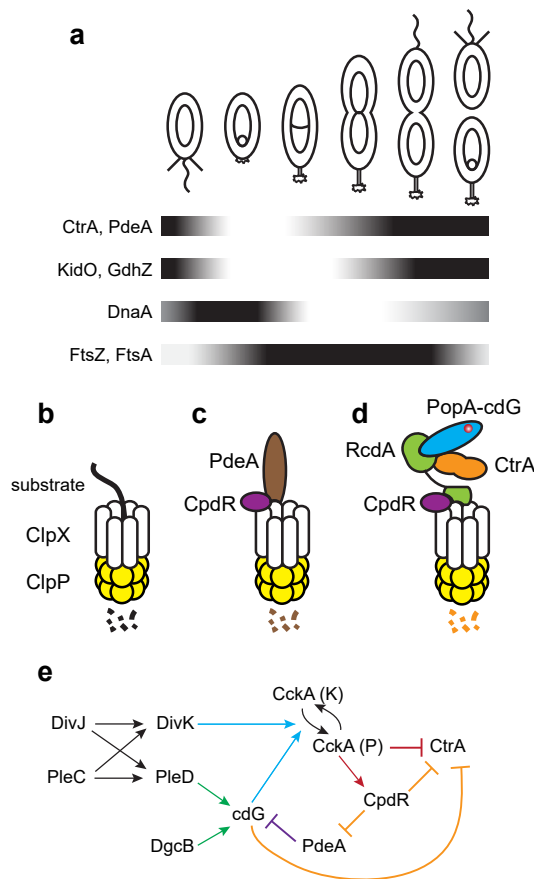 a
CtrA, PdeA
KidO, GdhZ
DnaA
FtsZ, FtsA
b
substrate
ClpX
ClpP
c
PdeA
CpdR
d
PopA-cdG
RcdA
CtrA
CpdR
e
CckA (K)
DivJ
DivK
CckA (P)
CtrA
PleC
PleD
CpdR
cdG
DgcB
PdeA